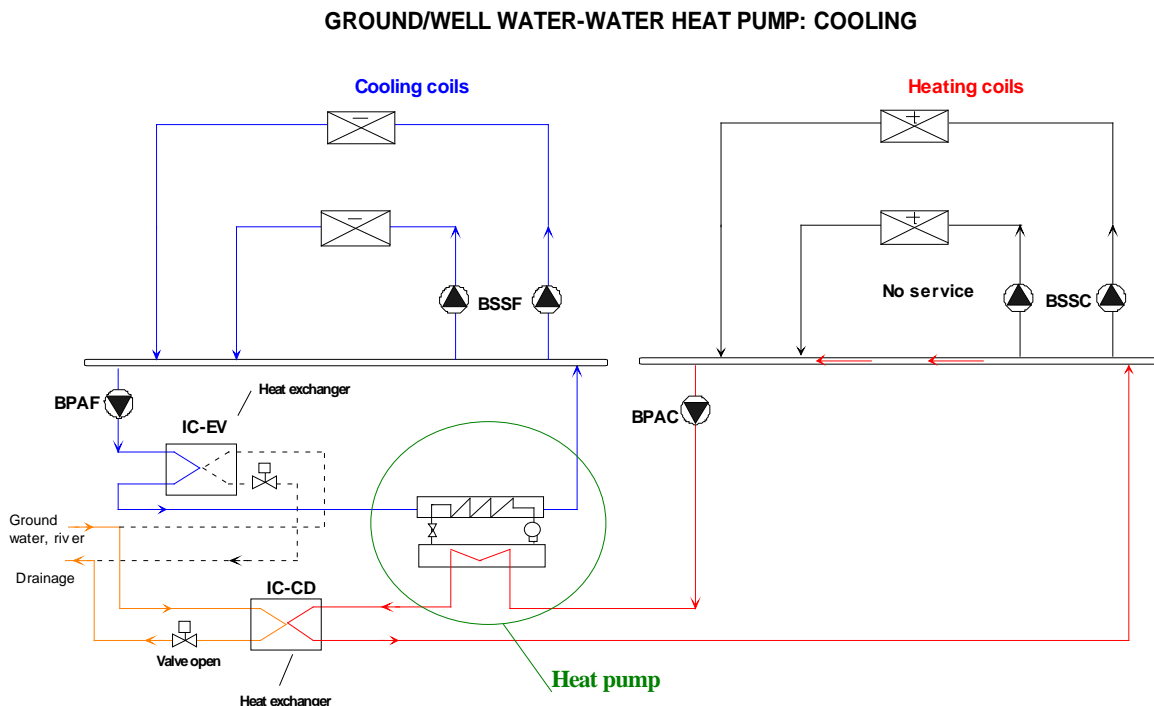 GROUND/WELL WATER-WATER HEAT PUMP: COOLING
Cooling coils
Heating coils
BSSF
No service
BSSC
BPAF
Heat exchanger
IC-EV
BPAC
Ground
water, river
Drainage
IC-CD
Valve open
Heat pump
Heat exchanger